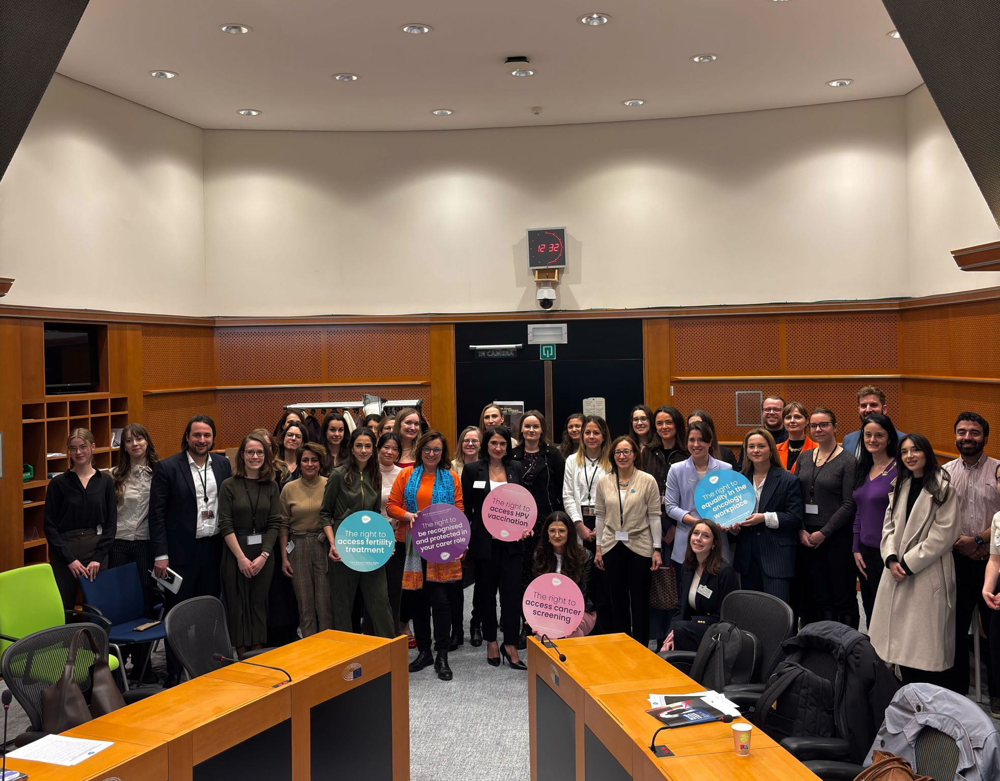 12 32
IN CAMERA
The right to
access HPV
vaccination
The right to
equality in the
oncology
workplace
The right to
be recognised
and protected in
your carer role
The right to
access fertility
treatment
The right to
access cancer
screening